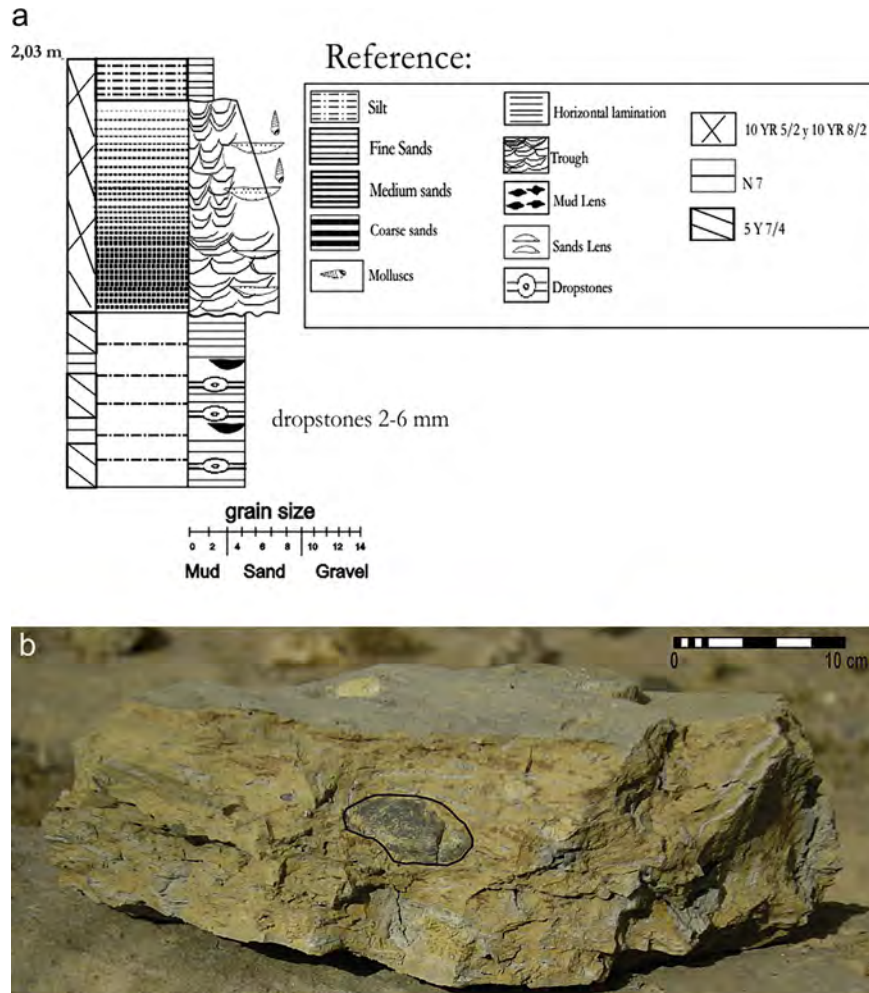 a
2,03 m
Reference:
Silt
Fine Sands
Medium sands
Coarse sands
Molluscs
Horizontal lamination
Trough
Mud Lens
Sands Lens
Dropstones
10 YR 5/2 y 10 YR 8/2
N 7
5 Y 7/4
dropstones 2-6 mm
grain size
0 2 4 6 8 10 12 14
Mud Sand Gravel
b
0 10 cm